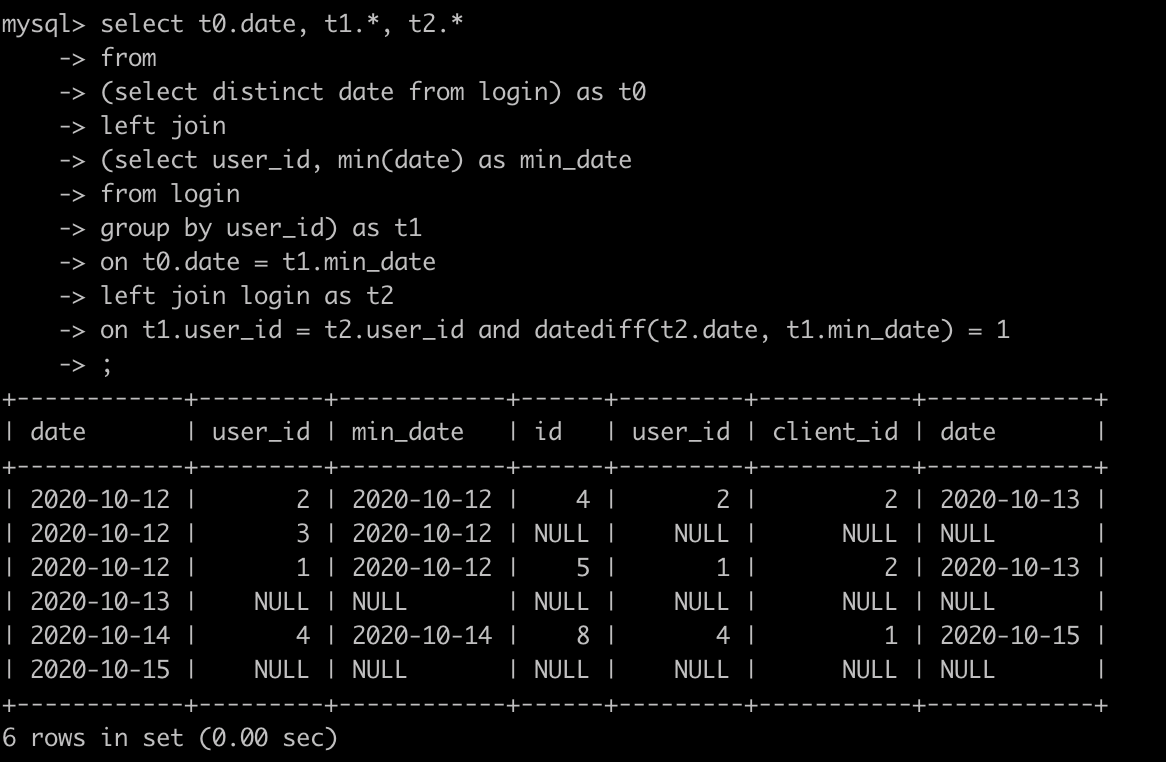 mysql> select t0.date, t1.*, t2.*
    -> from
    -> (select distinct date from login) as t0
    -> left join
    -> (select user_id, min(date) as min_date
    -> from login
    -> group by user_id) as t1
    -> on t0.date = t1.min_date
    -> left join login as t2
    -> on t1.user_id = t2.user_id and datediff(t2.date, t1.min_date) = 1
    -> ;
+------------+---------+------------+------+---------+-----------+------------+
| date       | user_id | min_date   | id   | user_id | client_id | date       |
+------------+---------+------------+------+---------+-----------+------------+
| 2020-10-12 |       2 | 2020-10-12 |    4 |       2 |         2 | 2020-10-13 |
| 2020-10-12 |       3 | 2020-10-12 | NULL |    NULL |      NULL | NULL       |
| 2020-10-12 |       1 | 2020-10-12 |    5 |       1 |         2 | 2020-10-13 |
| 2020-10-13 |    NULL | NULL       | NULL |    NULL |      NULL | NULL       |
| 2020-10-14 |       4 | 2020-10-14 |    8 |       4 |         1 | 2020-10-15 |
| 2020-10-15 |    NULL | NULL       | NULL |    NULL |      NULL | NULL       |
+------------+---------+------------+------+---------+-----------+------------+
6 rows in set (0.00 sec)